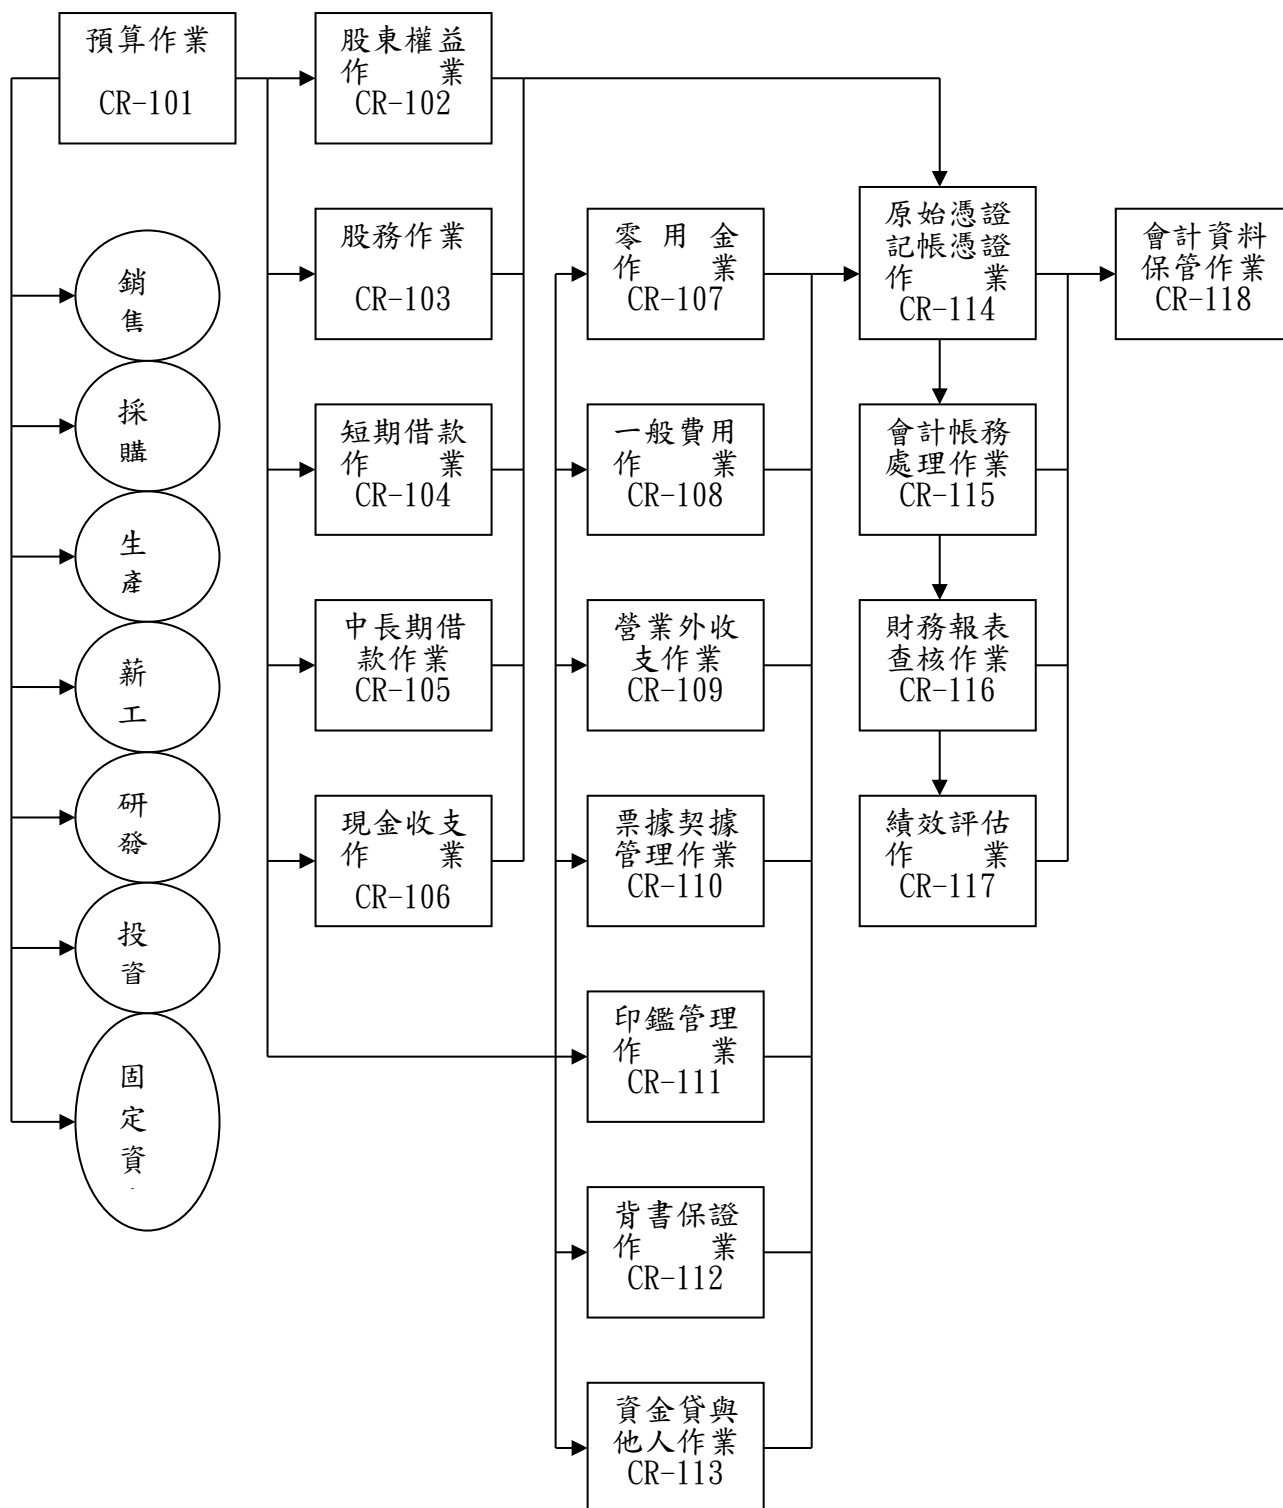 預算作業
CR-101
股東權益
作業
CR-102
股務作業
CR-103
短期借款
作業
CR-104
中長期借
款作業
CR-105
現金收支
作業
CR-106
零用金
作業
CR-107
一般費用
作業
CR-108
營業外收
支作業
CR-109
票據契據
管理作業
CR-110
印鑑管理
作業
CR-111
背書保證
作業
CR-112
資金貸與
他人作業
CR-113
原始憑證
記帳憑證
作業
CR-114
會計帳務
處理作業
CR-115
財務報表
查核作業
CR-116
績效評估
作業
CR-117
會計資料
保管作業
CR-118
銷
售
採
購
生
產
薪
工
研
發
投
資
固
定
資